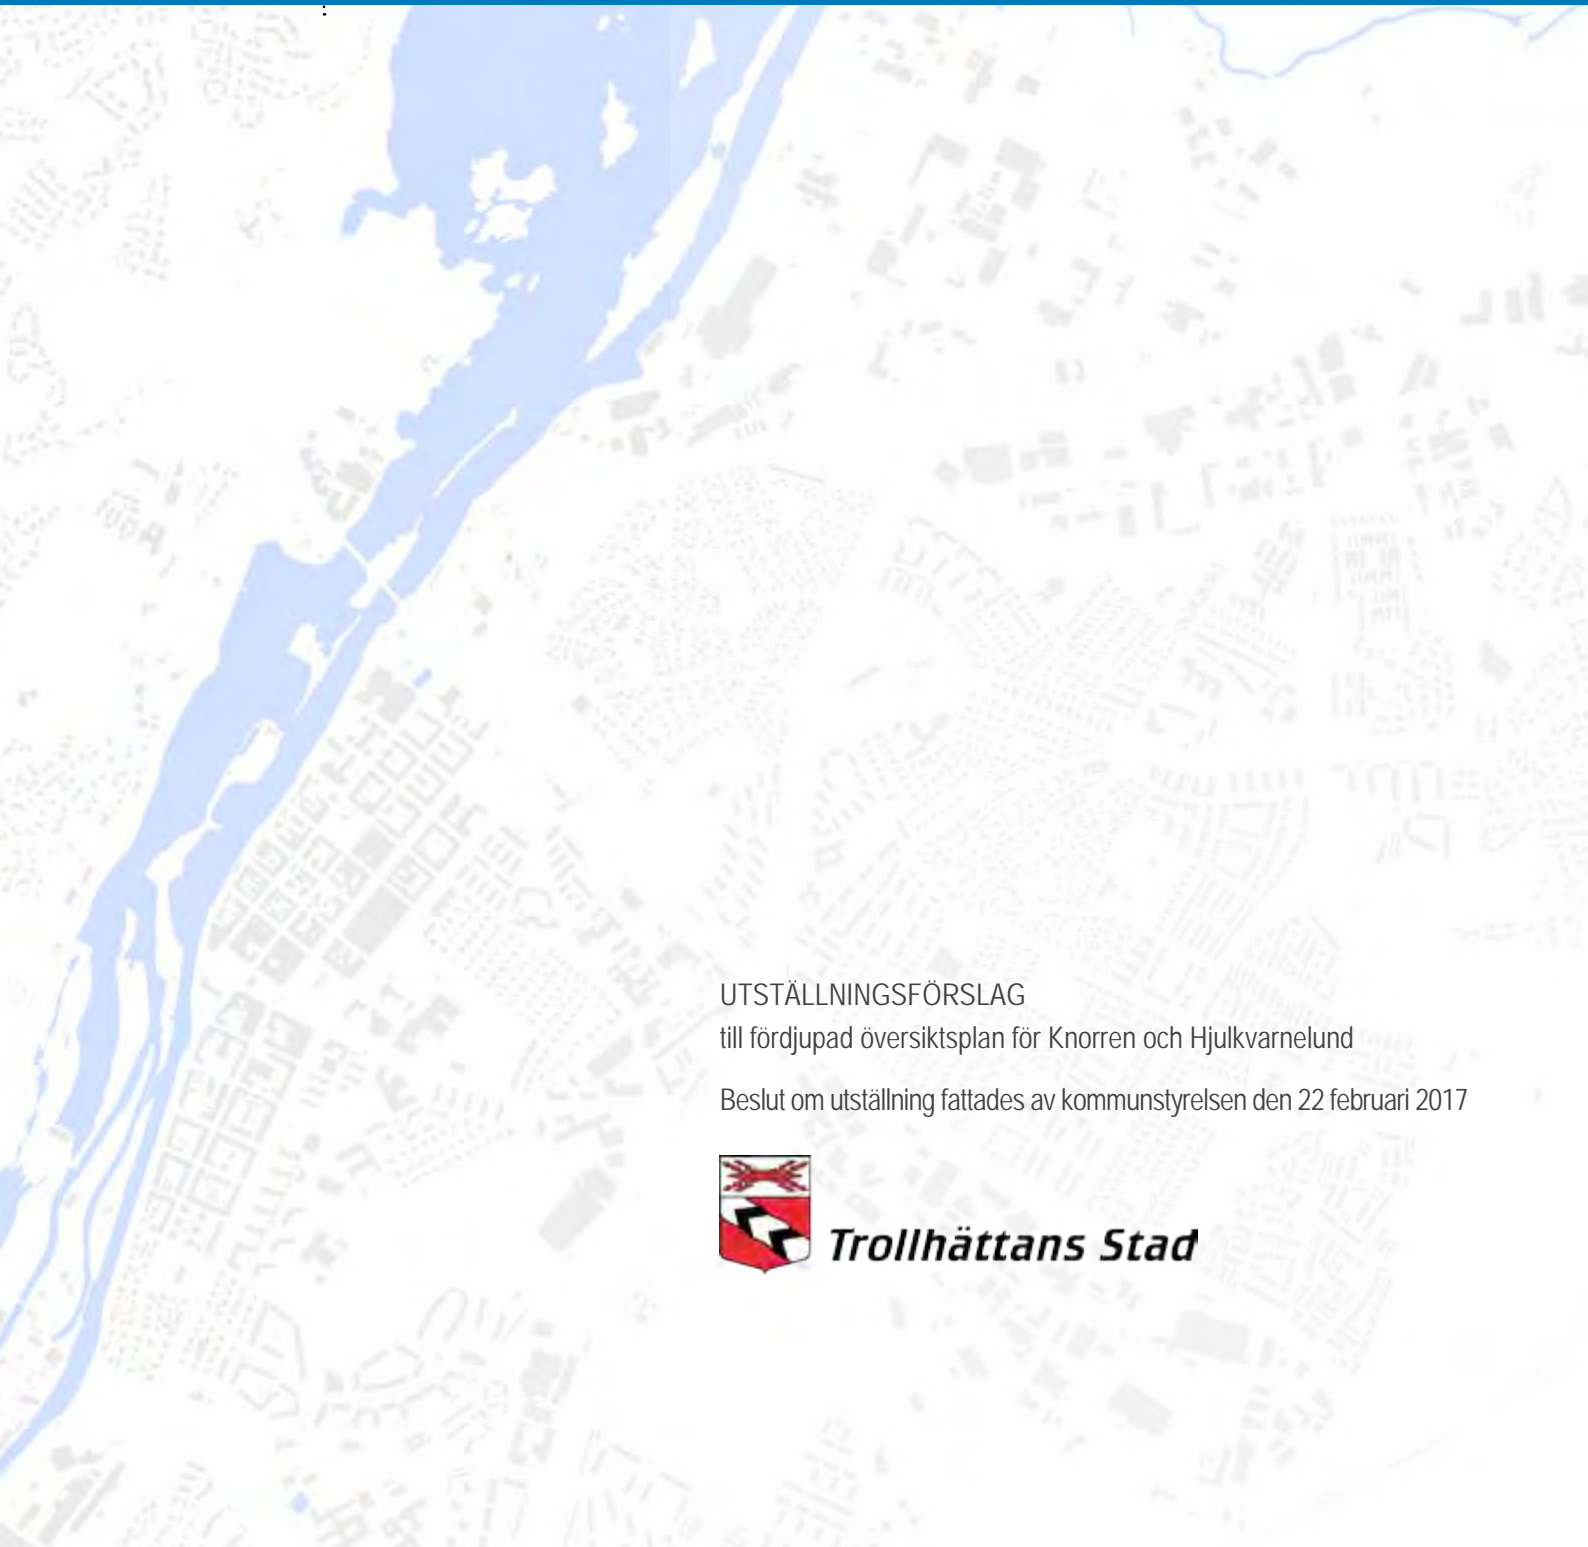 UTSTÄLLNINGSFÖRSLAG
till fördjupad översiktsplan för Knorren och Hjulkvarnelund
Beslut om utställning fattades av kommunstyrelsen den 22 februari 2017
Trollhättans Stad